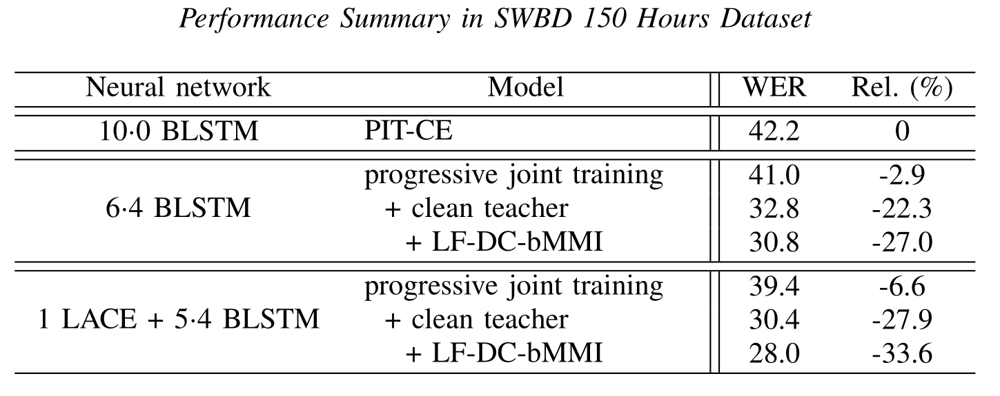 Performance Summary in SWBD 150 Hours Dataset
Neural network Model WER Rel. (%)
10·0 BLSTM PIT-CE 42.2 0
progressive joint training 41.0 -2.9
6·4 BLSTM + clean teacher 32.8 -22.3
+ LF-DC-bMMI 30.8 -27.0
progressive joint training 39.4 -6.6
1 LACE + 5·4 BLSTM + clean teacher 30.4 -27.9
+ LF-DC-bMMI 28.0 -33.6